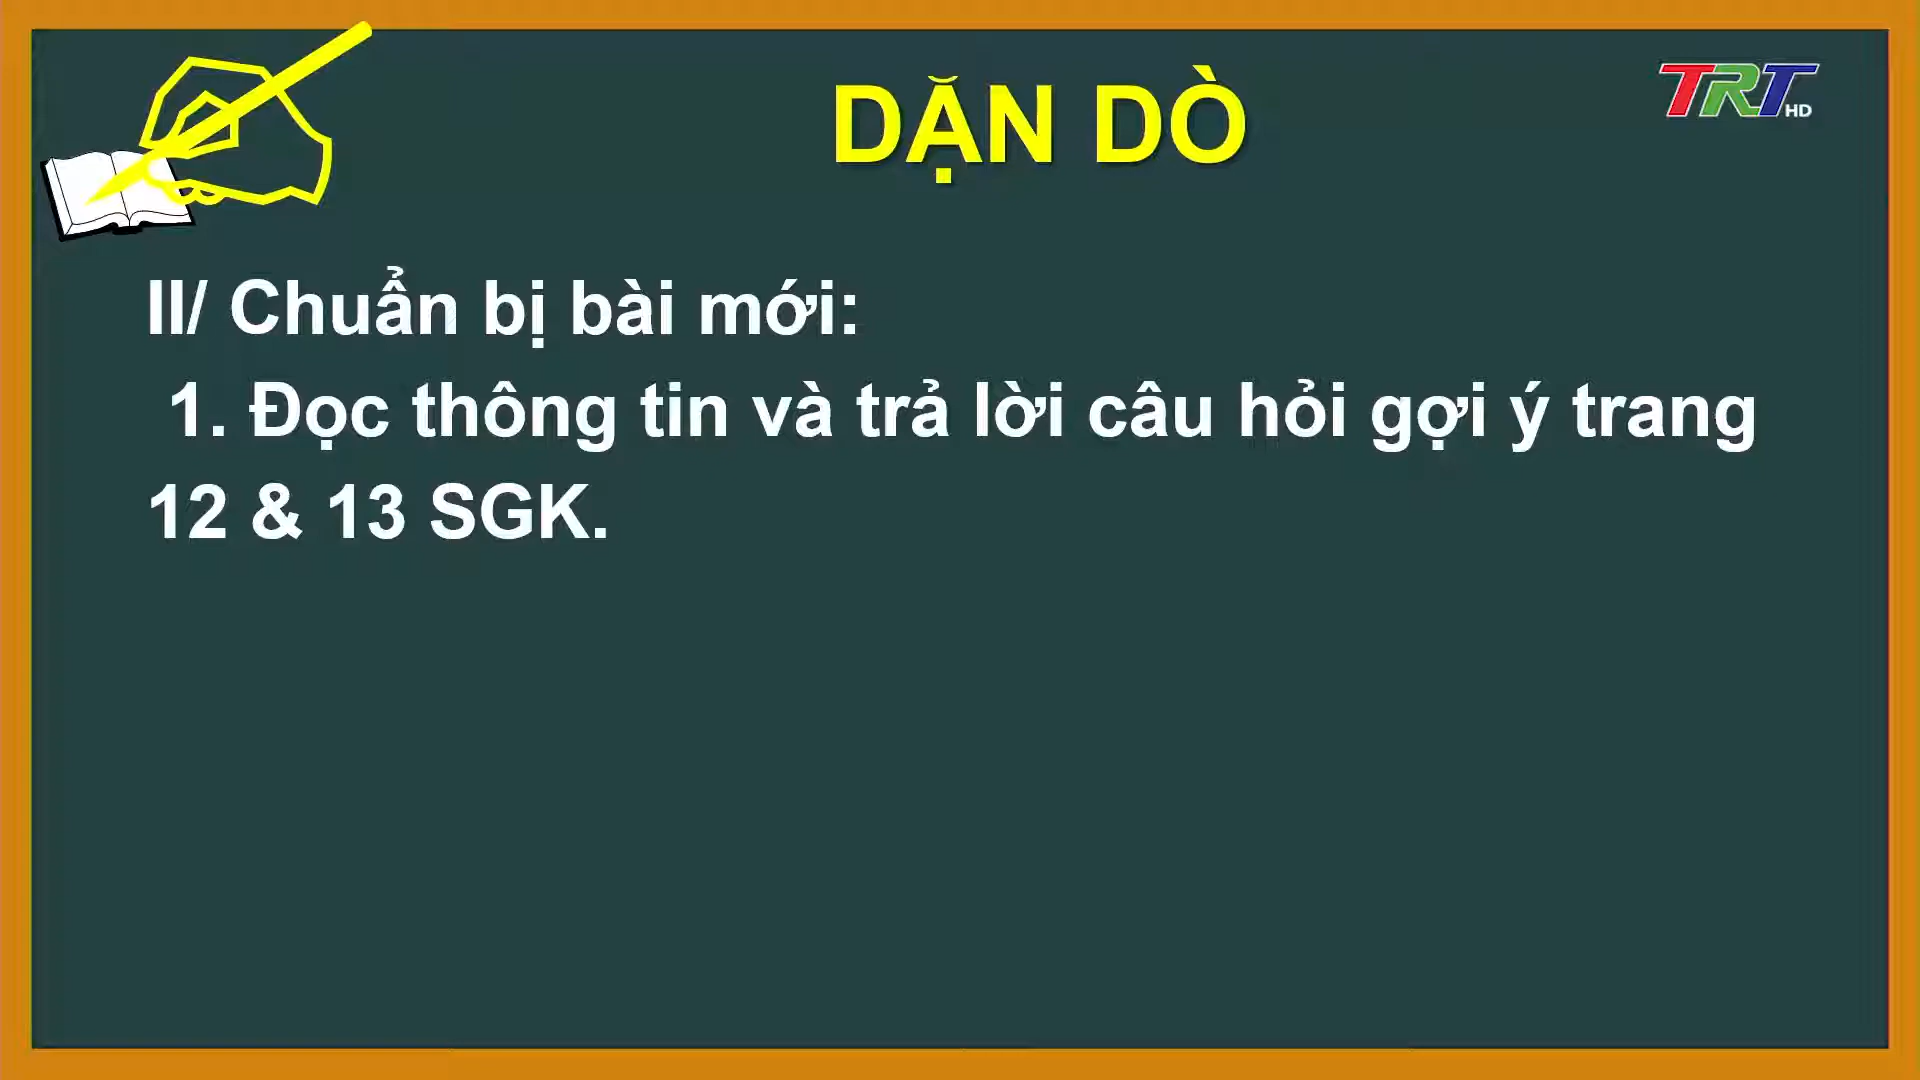 DẶN DÒ
TRT HD
II/ Chuẩn bị bài mới:
1. Đọc thông tin và trả lời câu hỏi gợi ý trang
12 & 13 SGK.